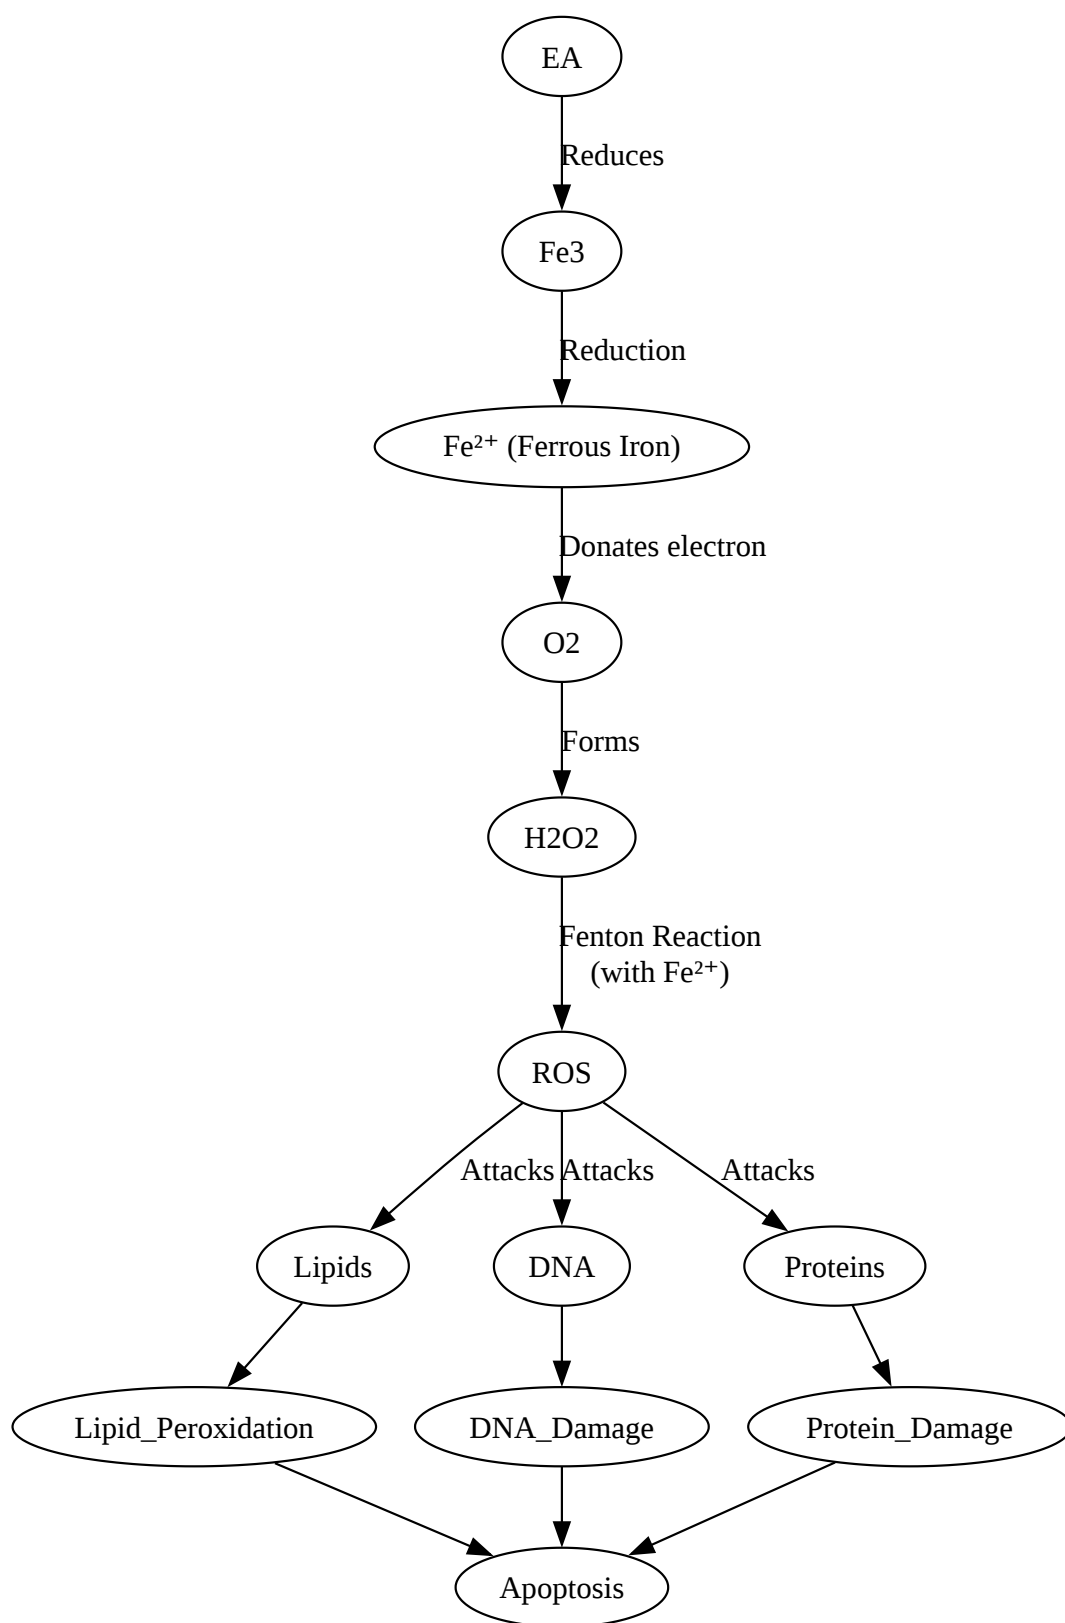 EA
Reduces
Fe3
Reduction
Fe²⁺ (Ferrous Iron)
Donates electron
O2
Forms
H2O2
Fenton Reaction
(with Fe²⁺)
ROS
Attacks
Attacks
Attacks
Lipids
DNA
Proteins
Lipid_Peroxidation
DNA_Damage
Protein_Damage
Apoptosis